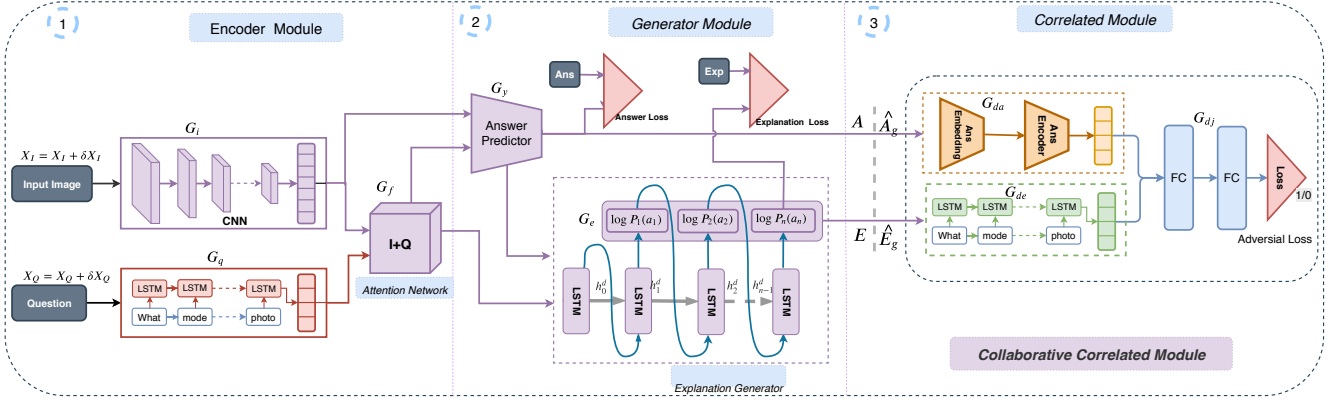 1
Encoder Module
2
Generator Module
3
Correlated Module
G_i
X_I = X_I + δX_I
Input Image
CNN
G_q
X_Q = X_Q + δX_Q
Question
LSTM LSTM LSTM
What mode photo
G_f
I+Q
Attention Network
G_y
Answer
Predictor
Ans
Answer Loss
Exp
Explanation Loss
G_e
log P_1(a_1) log P_2(a_2) log P_n(a_n)
LSTM h_0^d LSTM h_1^d LSTM h_2^d h_{n-1}^d LSTM
Explanation Generator
A Â_g
E Ê_g
G_da
Ans
Embedding
Ans
Encoder
G_de
LSTM LSTM LSTM
What mode photo
G_dj
FC FC
Loss
1/0
Adversial Loss
Collaborative Correlated Module